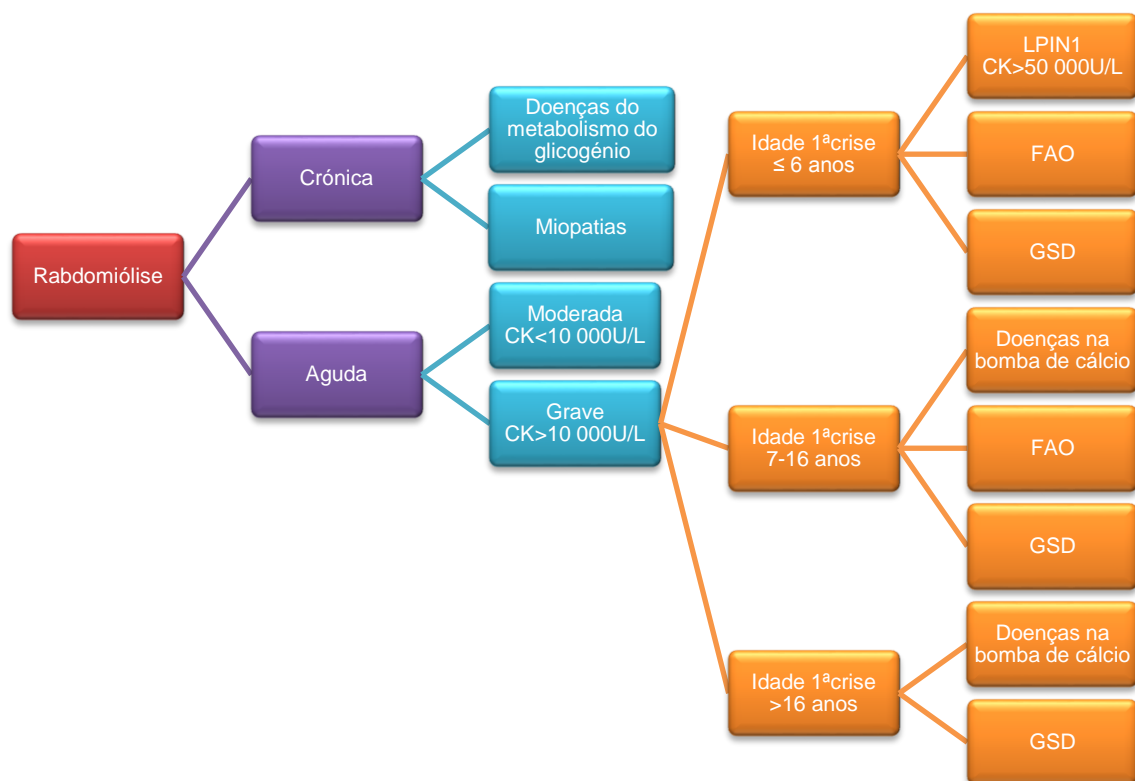 Rabdomiólise
Crónica
Aguda
Doenças do
metabolismo do
glicogénio
Miopatias
Moderada
CK<10 000U/L
Grave
CK>10 000U/L
Idade 1ªcrise
≤ 6 anos
Idade 1ªcrise
7-16 anos
Idade 1ªcrise
>16 anos
LPIN1
CK>50 000U/L
FAO
GSD
Doenças na
bomba de cálcio
FAO
GSD
Doenças na
bomba de cálcio
GSD